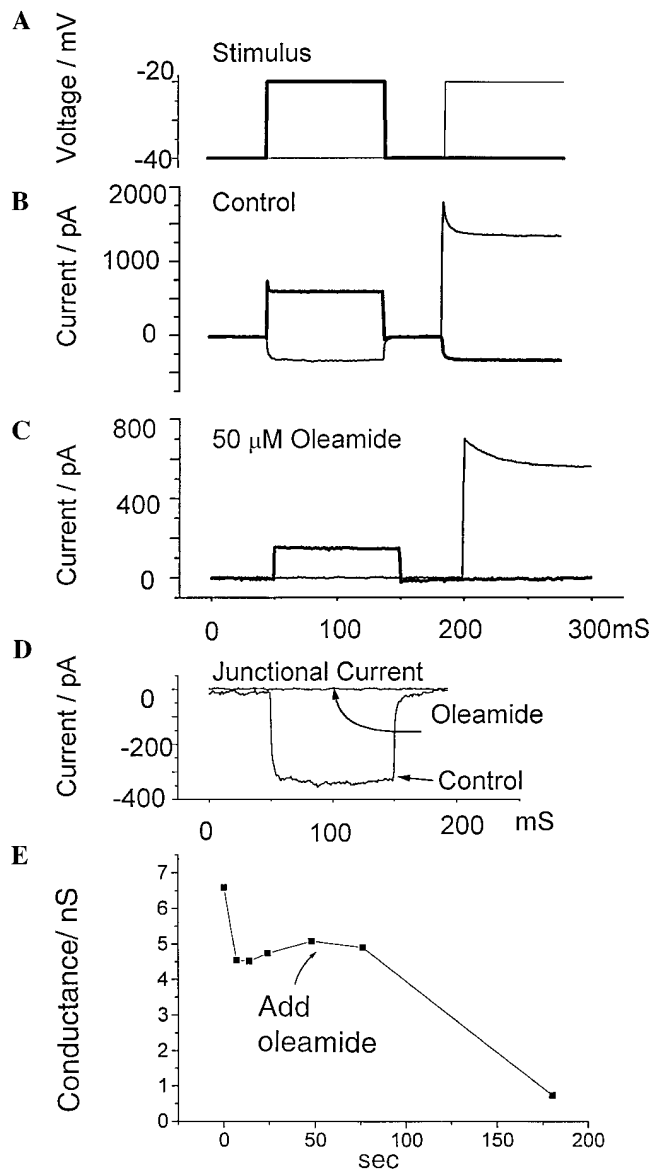 A
Stimulus
Voltage / mV
-20
-40
B
Control
Current / pA
2000
1000
0
C
50 μM Oleamide
Current / pA
800
400
0
0 100 200 300mS
D
Junctional Current
Current / pA
0
-200
-400
Oleamide
Control
0 100 200 mS
E
Conductance/ nS
7
6
5
4
3
2
1
0
Add
oleamide
0 50 100 150 200
sec